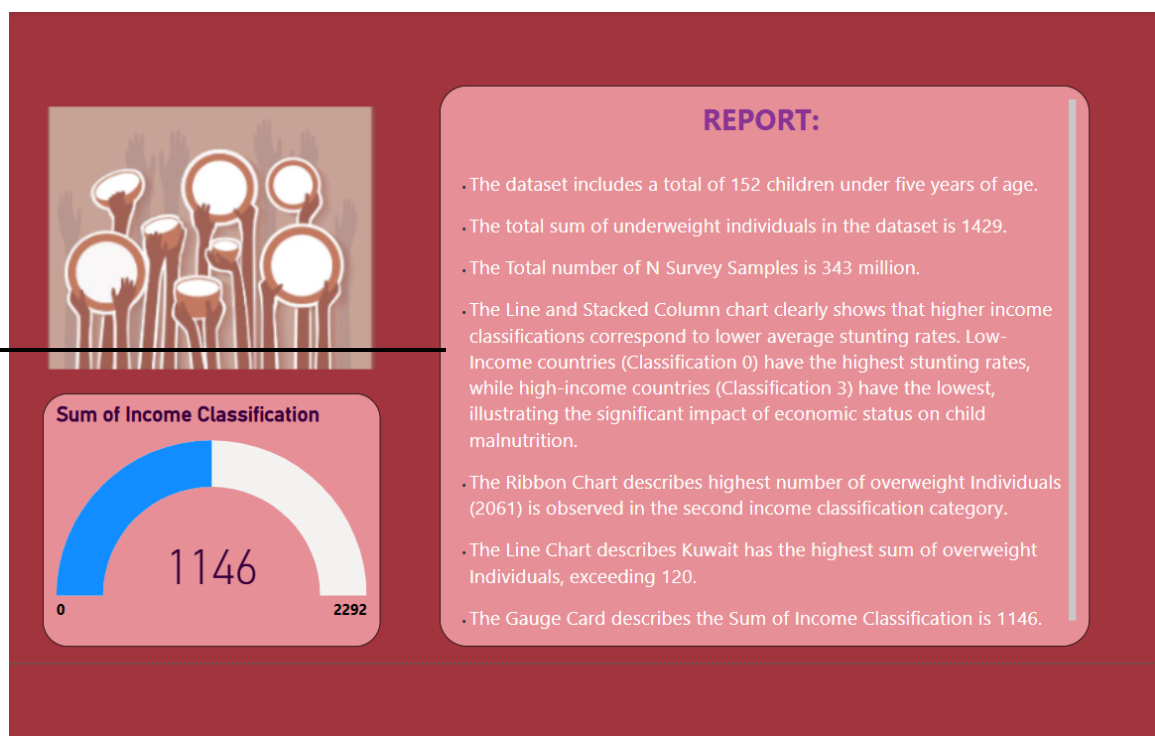 REPORT:
.The dataset includes a total of 152 children under five years of age.
.The total sum of underweight individuals in the dataset is 1429.
.The Total number of N Survey Samples is 343 million.
.The Line and Stacked Column chart clearly shows that higher income
classifications correspond to lower average stunting rates. Low-
Income countries (Classification 0) have the highest stunting rates,
while high-income countries (Classification 3) have the lowest,
illustrating the significant impact of economic status on child
malnutrition.
.The Ribbon Chart describes highest number of overweight Individuals
(2061) is observed in the second income classification category.
.The Line Chart describes Kuwait has the highest sum of overweight
Individuals, exceeding 120.
.The Gauge Card describes the Sum of Income Classification is 1146.
Sum of Income Classification
1146
0 2292